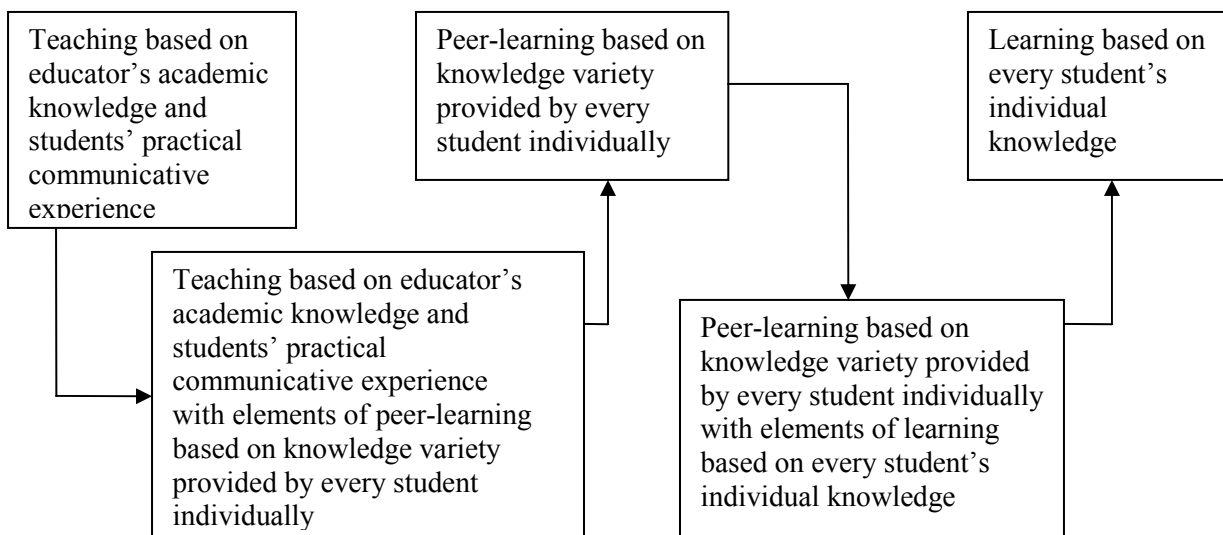 Teaching based on
educator’s academic
knowledge and
students’ practical
communicative
experience
Teaching based on educator’s
academic knowledge and
students’ practical
communicative experience
with elements of peer-learning
based on knowledge variety
provided by every student
individually
Peer-learning based on
knowledge variety
provided by every
student individually
Peer-learning based on
knowledge variety provided
by every student individually
with elements of learning
based on every student’s
individual knowledge
Learning based on
every student’s
individual
knowledge